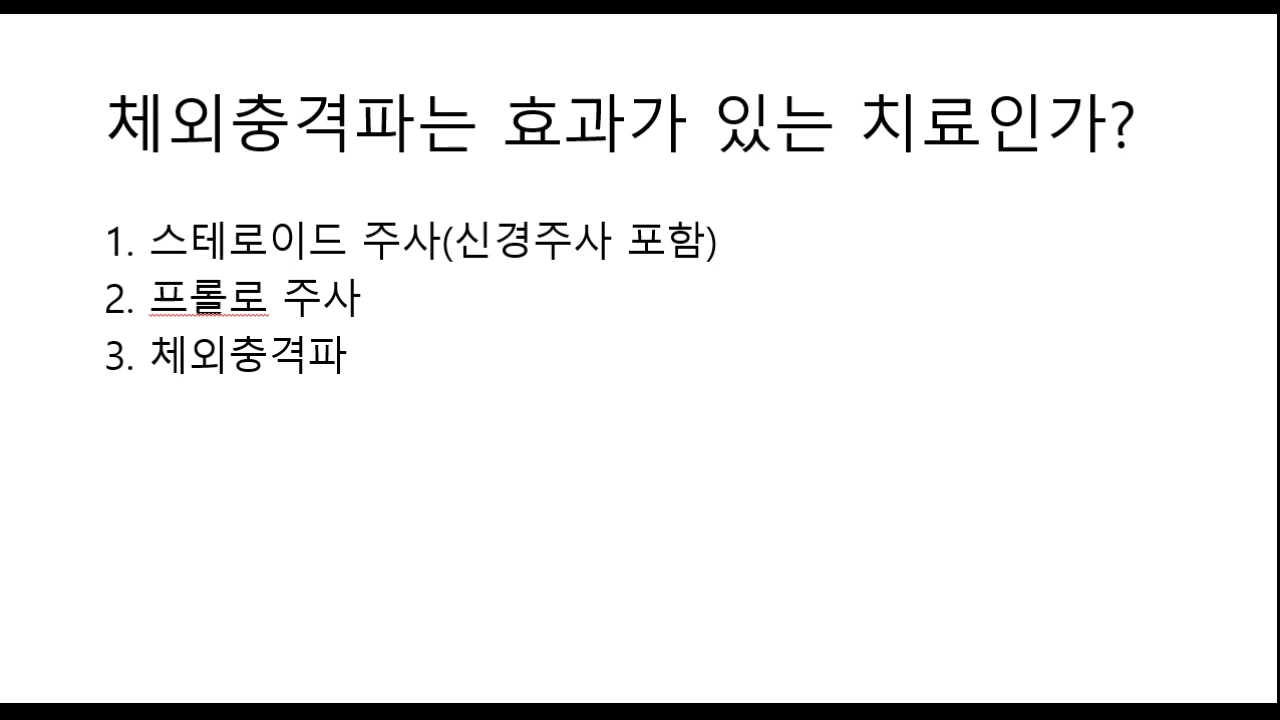 체외충격파는 효과가 있는 치료인가?
1. 스테로이드 주사(신경주사 포함)
2. 프롤로 주사
3. 체외충격파